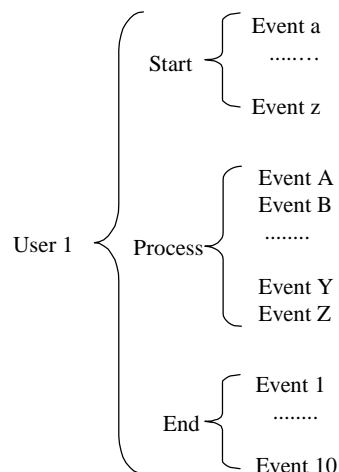 Event a
Start
........
Event z
Event A
Event B
User 1
Process
........
Event Y
Event Z
Event 1
End
........
Event 10